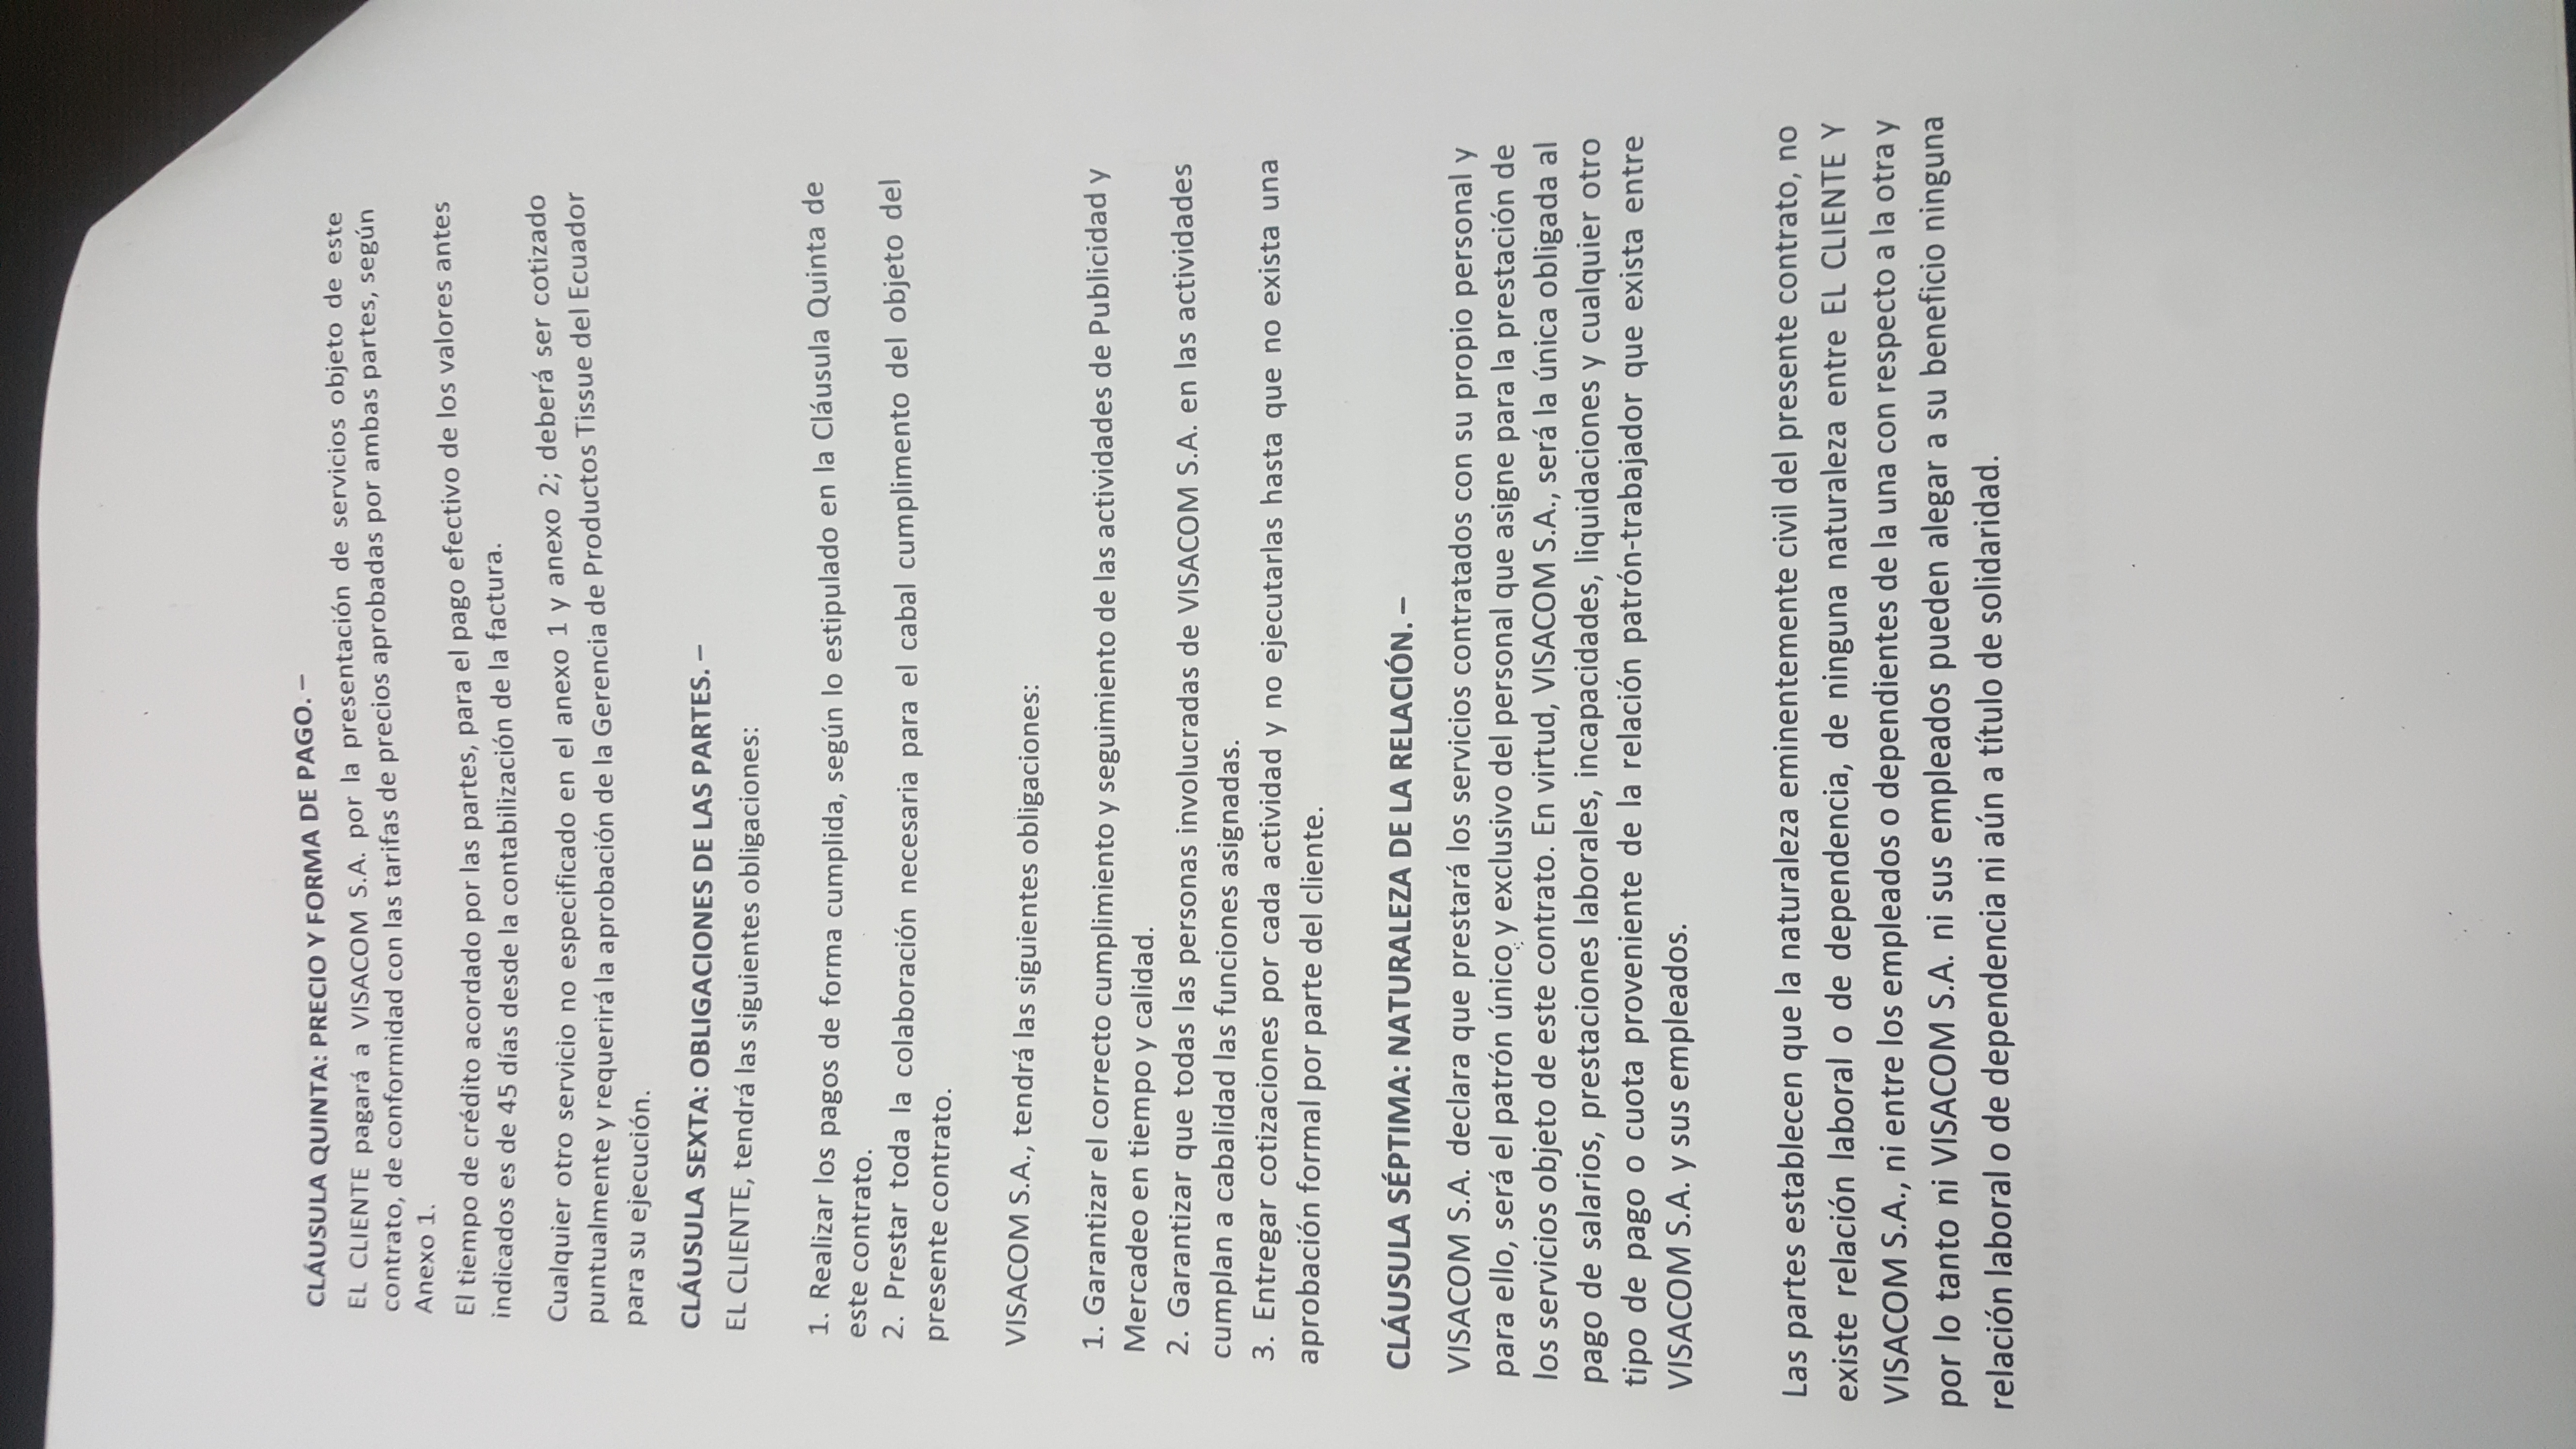 CLÁUSULA QUINTA: PRECIO Y FORMA DE PAGO. –
EL CLIENTE pagará a VISACOM S.A. por la presentación de servicios objeto de este
contrato, de conformidad con las tarifas de precios aprobadas por ambas partes, según
Anexo 1.
El tiempo de crédito acordado por las partes, para el pago efectivo de los valores antes
indicados es de 45 días desde la contabilización de la factura.
Cualquier otro servicio no especificado en el anexo 1 y anexo 2; deberá ser cotizado
puntualmente y requerirá la aprobación de la Gerencia de Productos Tissue del Ecuador
para su ejecución.
CLÁUSULA SEXTA: OBLIGACIONES DE LAS PARTES. –
EL CLIENTE, tendrá las siguientes obligaciones:
1. Realizar los pagos de forma cumplida, según lo estipulado en la Cláusula Quinta de
este contrato.
2. Prestar toda la colaboración necesaria para el cabal cumplimento del objeto del
presente contrato.
VISACOM S.A., tendrá las siguientes obligaciones:
1. Garantizar el correcto cumplimiento y seguimiento de las actividades de Publicidad y
Mercadeo en tiempo y calidad.
2. Garantizar que todas las personas involucradas de VISACOM S.A. en las actividades
cumplan a cabalidad las funciones asignadas.
3. Entregar cotizaciones por cada actividad y no ejecutarlas hasta que no exista una
aprobación formal por parte del cliente.
CLÁUSULA SÉPTIMA: NATURALEZA DE LA RELACIÓN. –
VISACOM S.A. declara que prestará los servicios contratados con su propio personal y
para ello, será el patrón único y exclusivo del personal que asigne para la prestación de
los servicios objeto de este contrato. En virtud, VISACOM S.A., será la única obligada al
pago de salarios, prestaciones laborales, incapacidades, liquidaciones y cualquier otro
tipo de pago o cuota proveniente de la relación patrón-trabajador que exista entre
VISACOM S.A. y sus empleados.
Las partes establecen que la naturaleza eminentemente civil del presente contrato, no
existe relación laboral o de dependencia, de ninguna naturaleza entre EL CLIENTE Y
VISACOM S.A., ni entre los empleados o dependientes de la una con respecto a la otra y
por lo tanto ni VISACOM S.A. ni sus empleados pueden alegar a su beneficio ninguna
relación laboral o de dependencia ni aún a título de solidaridad.